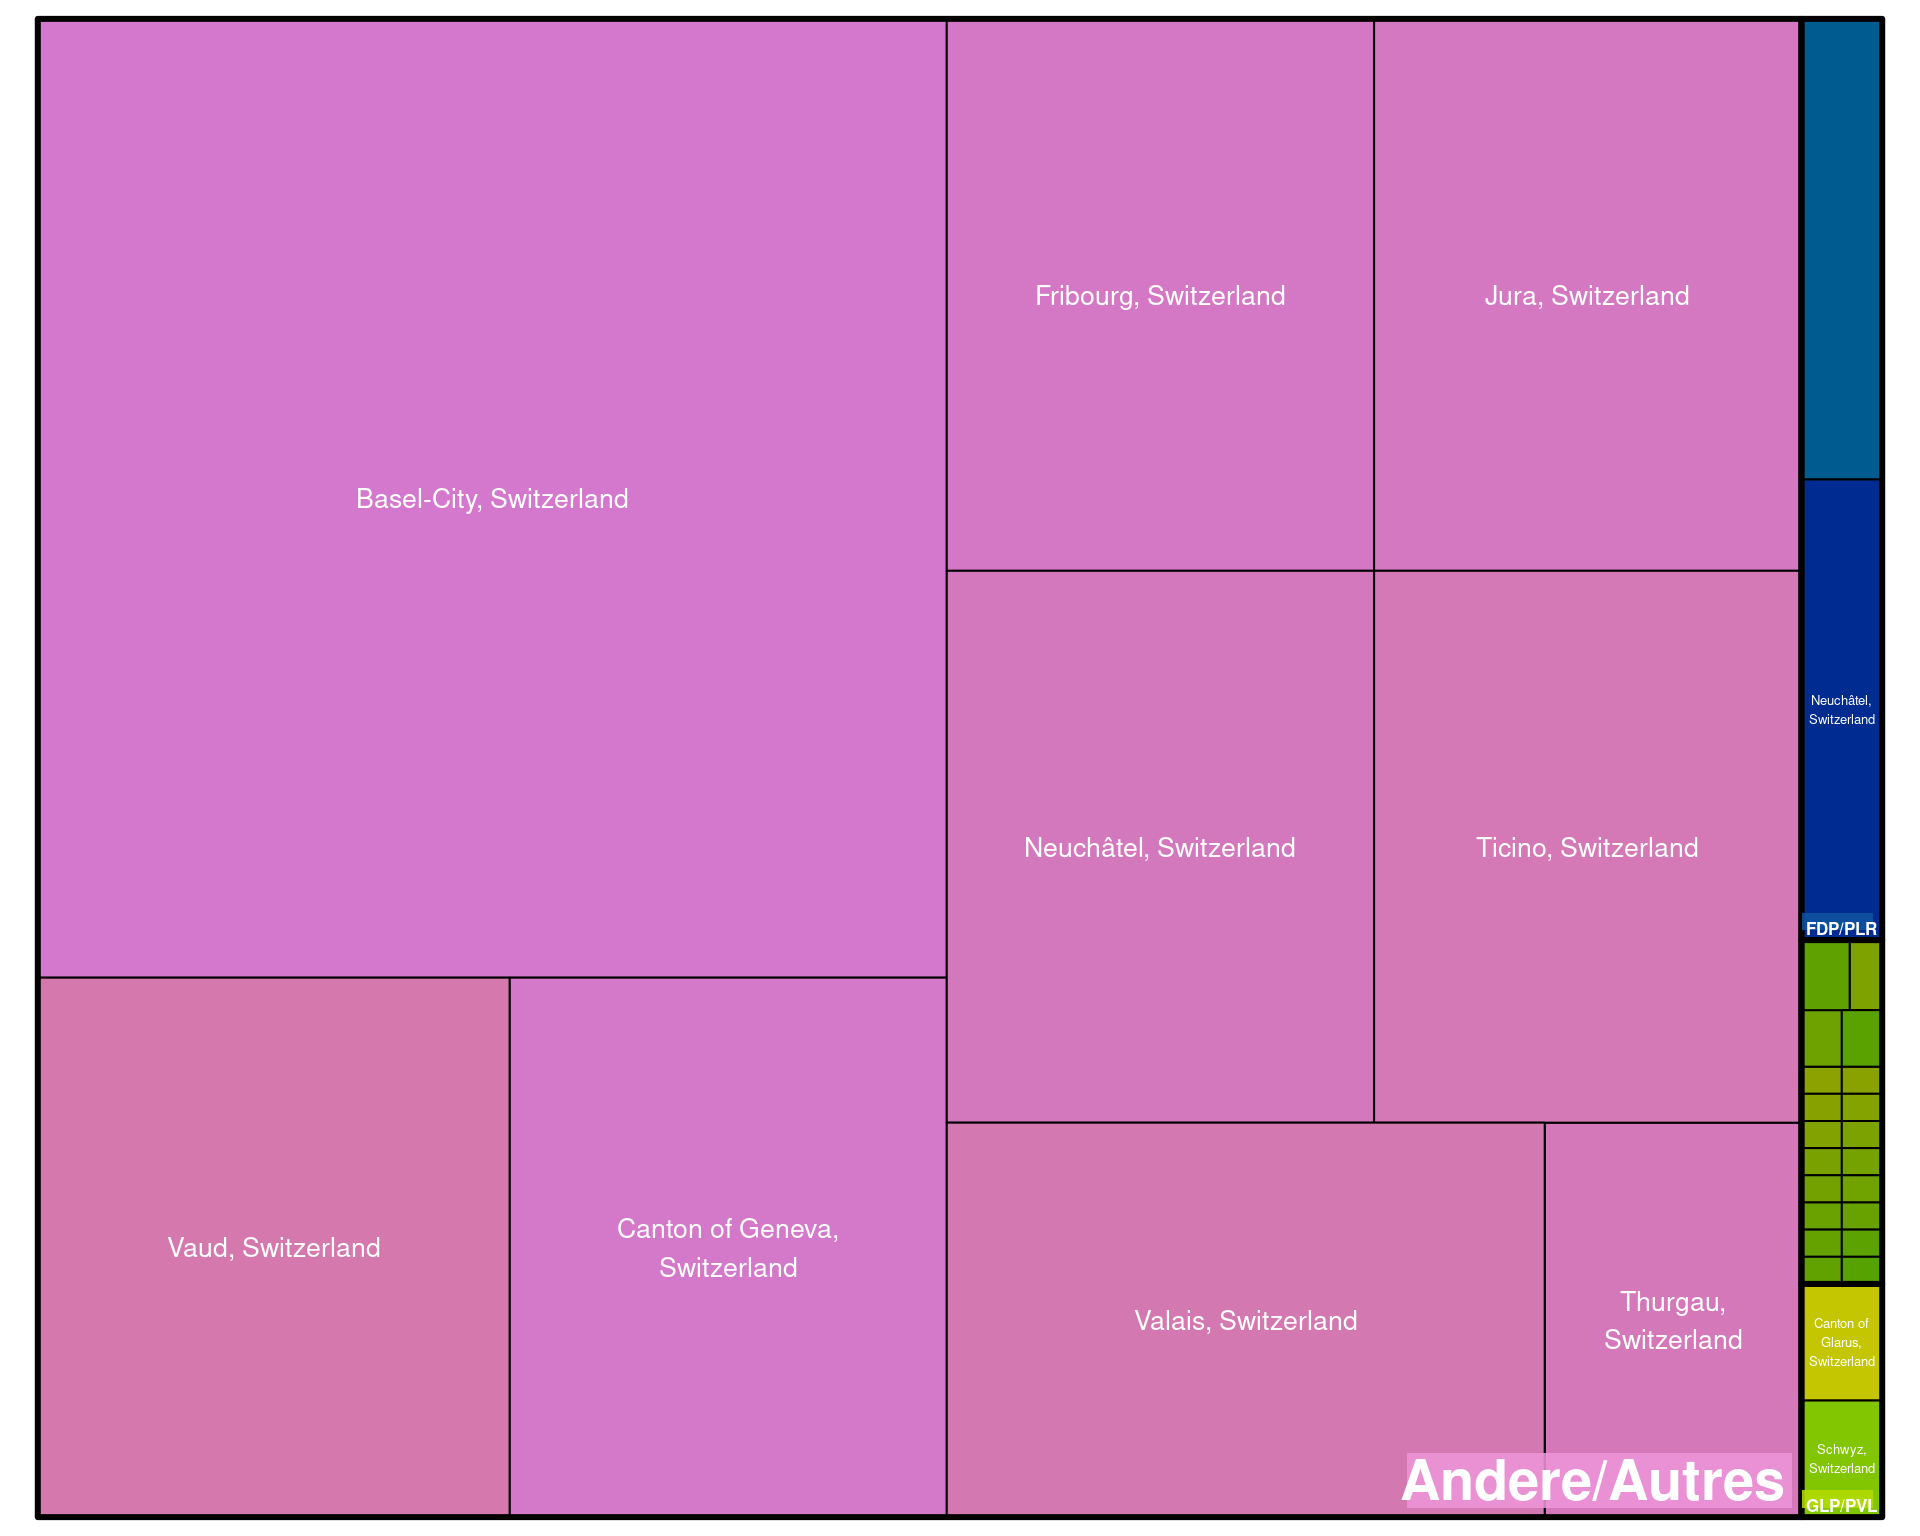 Basel-City, Switzerland
Fribourg, Switzerland
Jura, Switzerland
Neuchâtel, Switzerland
Ticino, Switzerland
Vaud, Switzerland
Canton of Geneva,
Switzerland
Valais, Switzerland
Thurgau,
Switzerland
Andere/Autres
Neuchâtel,
Switzerland
FDP/PLR
Canton of
Glarus,
Switzerland
Schwyz,
Switzerland
GLP/PVL